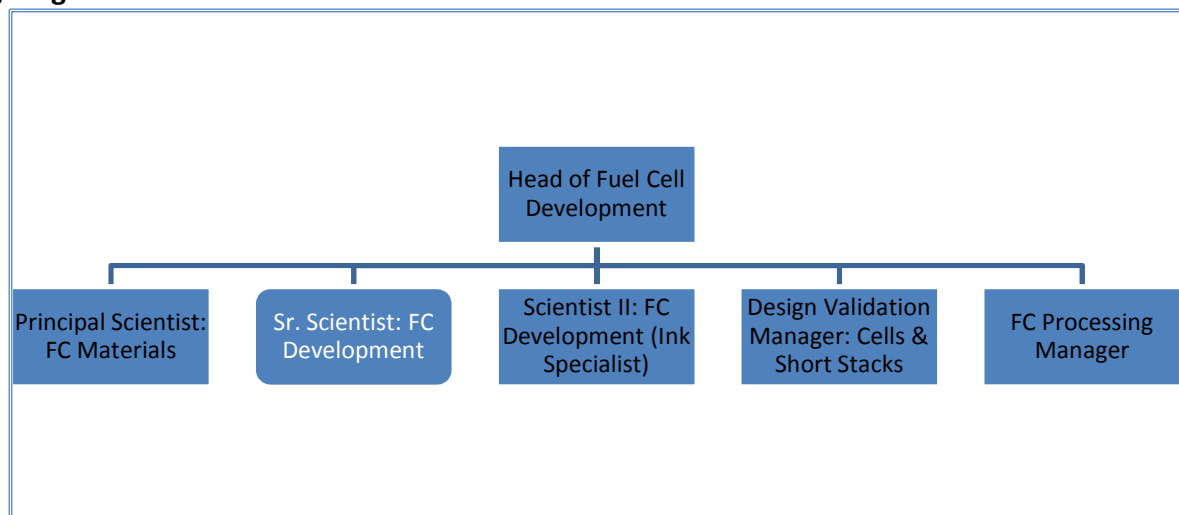 Head of Fuel Cell
Development
Principal Scientist:
FC Materials
Sr. Scientist: FC
Development
Scientist II: FC
Development (Ink
Specialist)
Design Validation
Manager: Cells &
Short Stacks
FC Processing
Manager